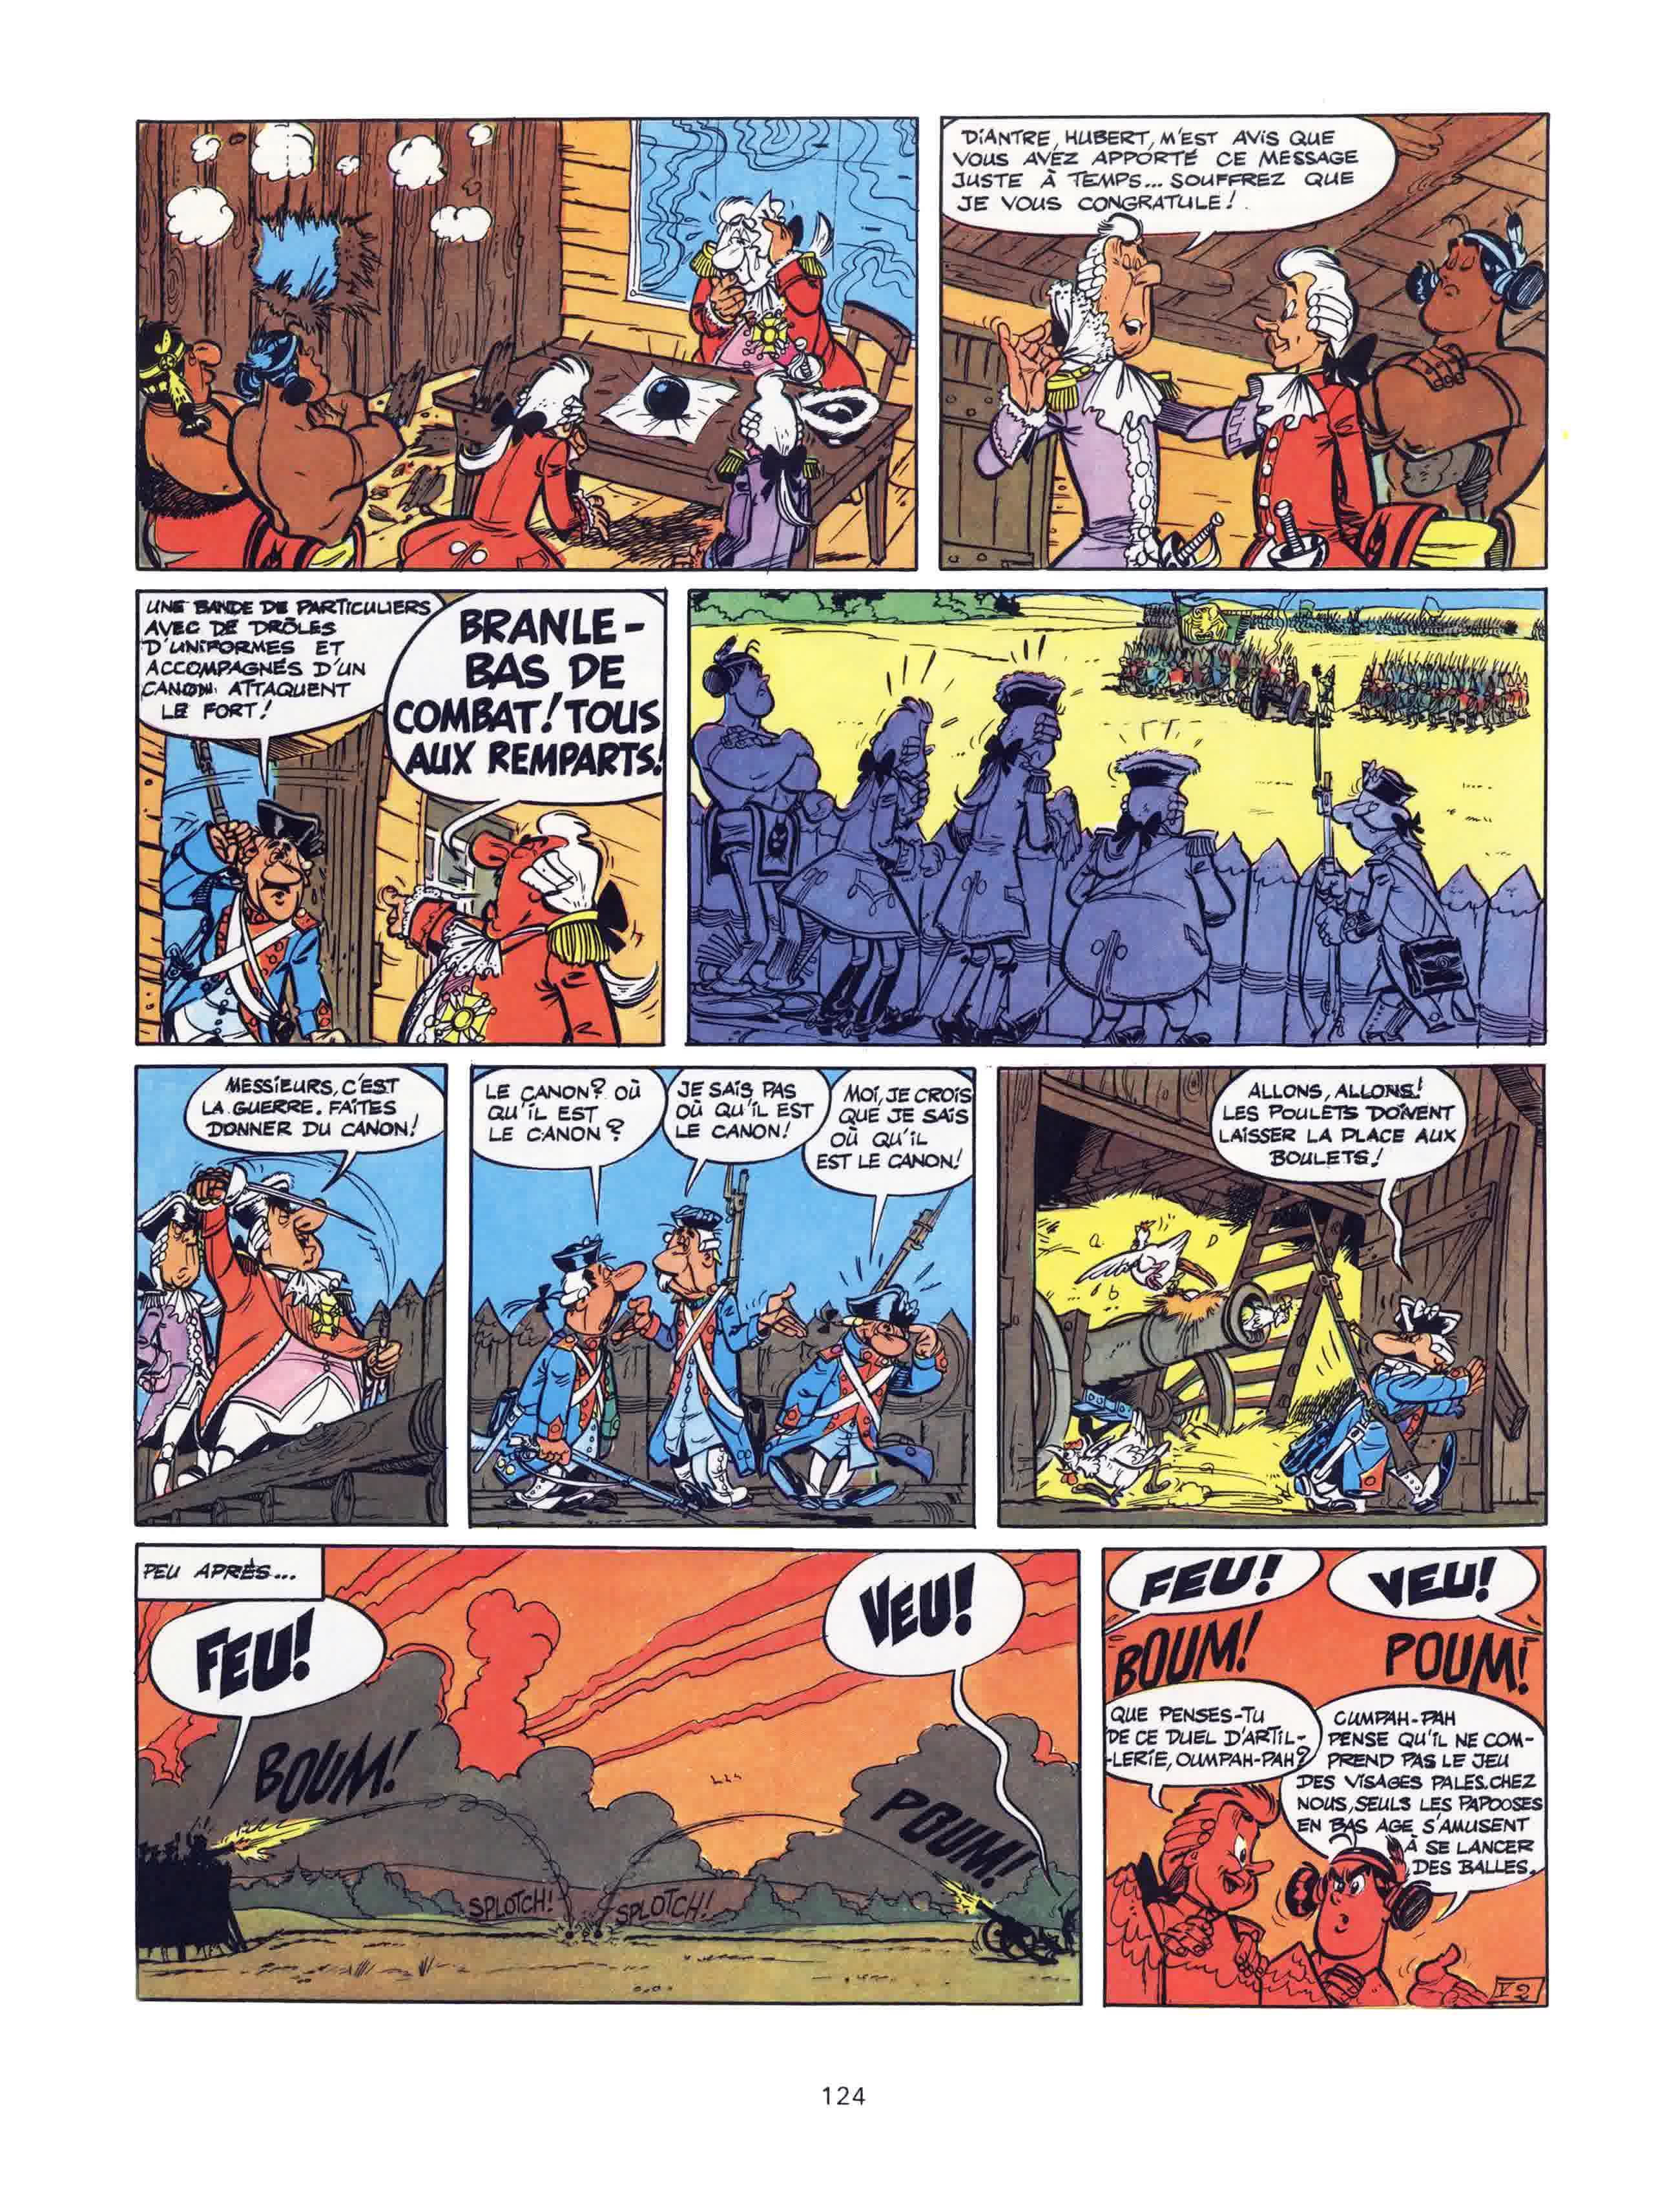 DIANTRE, HUBERT, M'EST AVIS QUE
VOUS AVEZ APPORTÉ CE MESSAGE
JUSTE À TEMPS... SOUFFREZ QUE
JE VOUS CONGRATULE!
UNE BANDE DE PARTICULIERS
AVEC DE DRÔLES
D'UNIFORMES ET
ACCOMPAGNÉS D'UN
CANON ATTAQUENT
LE FORT!
BRANLE-
BAS DE
COMBAT! TOUS
AUX REMPARTS!
MESSIEURS, C'EST
LA GUERRE. FAITES
DONNER DU CANON!
LE CANON? OÙ
QU'IL EST
LE CANON?
JE SAIS PAS
OÙ QU'IL EST
LE CANON!
MOI, JE CROIS
QUE JE SAIS
OÙ QU'IL
EST LE CANON!
ALLONS, ALLONS!
LES POULETS DOIVENT
LAISSER LA PLACE AUX
BOULETS!
PEU APRÈS...
FEU!
BOUM!
VEU!
POUM!
SPLOTCH!
SPLOTCH!
FEU!
VEU!
BOUM!
POUM!
QUE PENSES-TU
DE CE DUEL D'ARTIL-
-LERIE, OUMPAH-PAH?
OUMPAH-PAH
PENSE QU'IL NE COM-
PREND PAS LE JEU
DES VISAGES PALES. CHEZ
NOUS, SEULS LES PAPOOSES
EN BAS AGE S'AMUSENT
À SE LANCER
DES BALLES.
V2
124